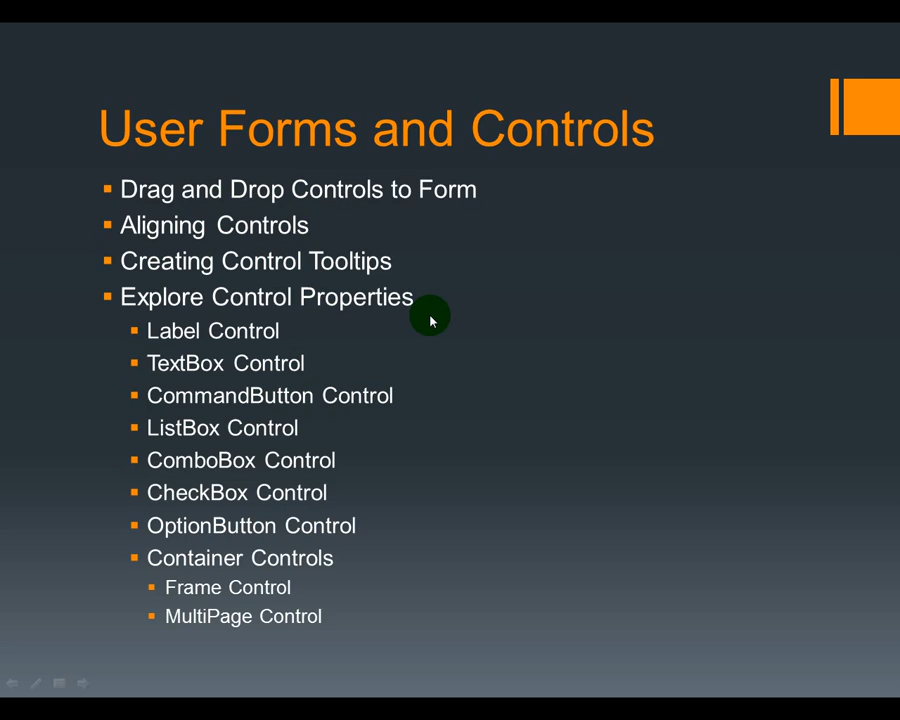 User Forms and Controls
Drag and Drop Controls to Form
Aligning Controls
Creating Control Tooltips
Explore Control Properties
Label Control
TextBox Control
CommandButton Control
ListBox Control
ComboBox Control
CheckBox Control
OptionButton Control
Container Controls
Frame Control
MultiPage Control